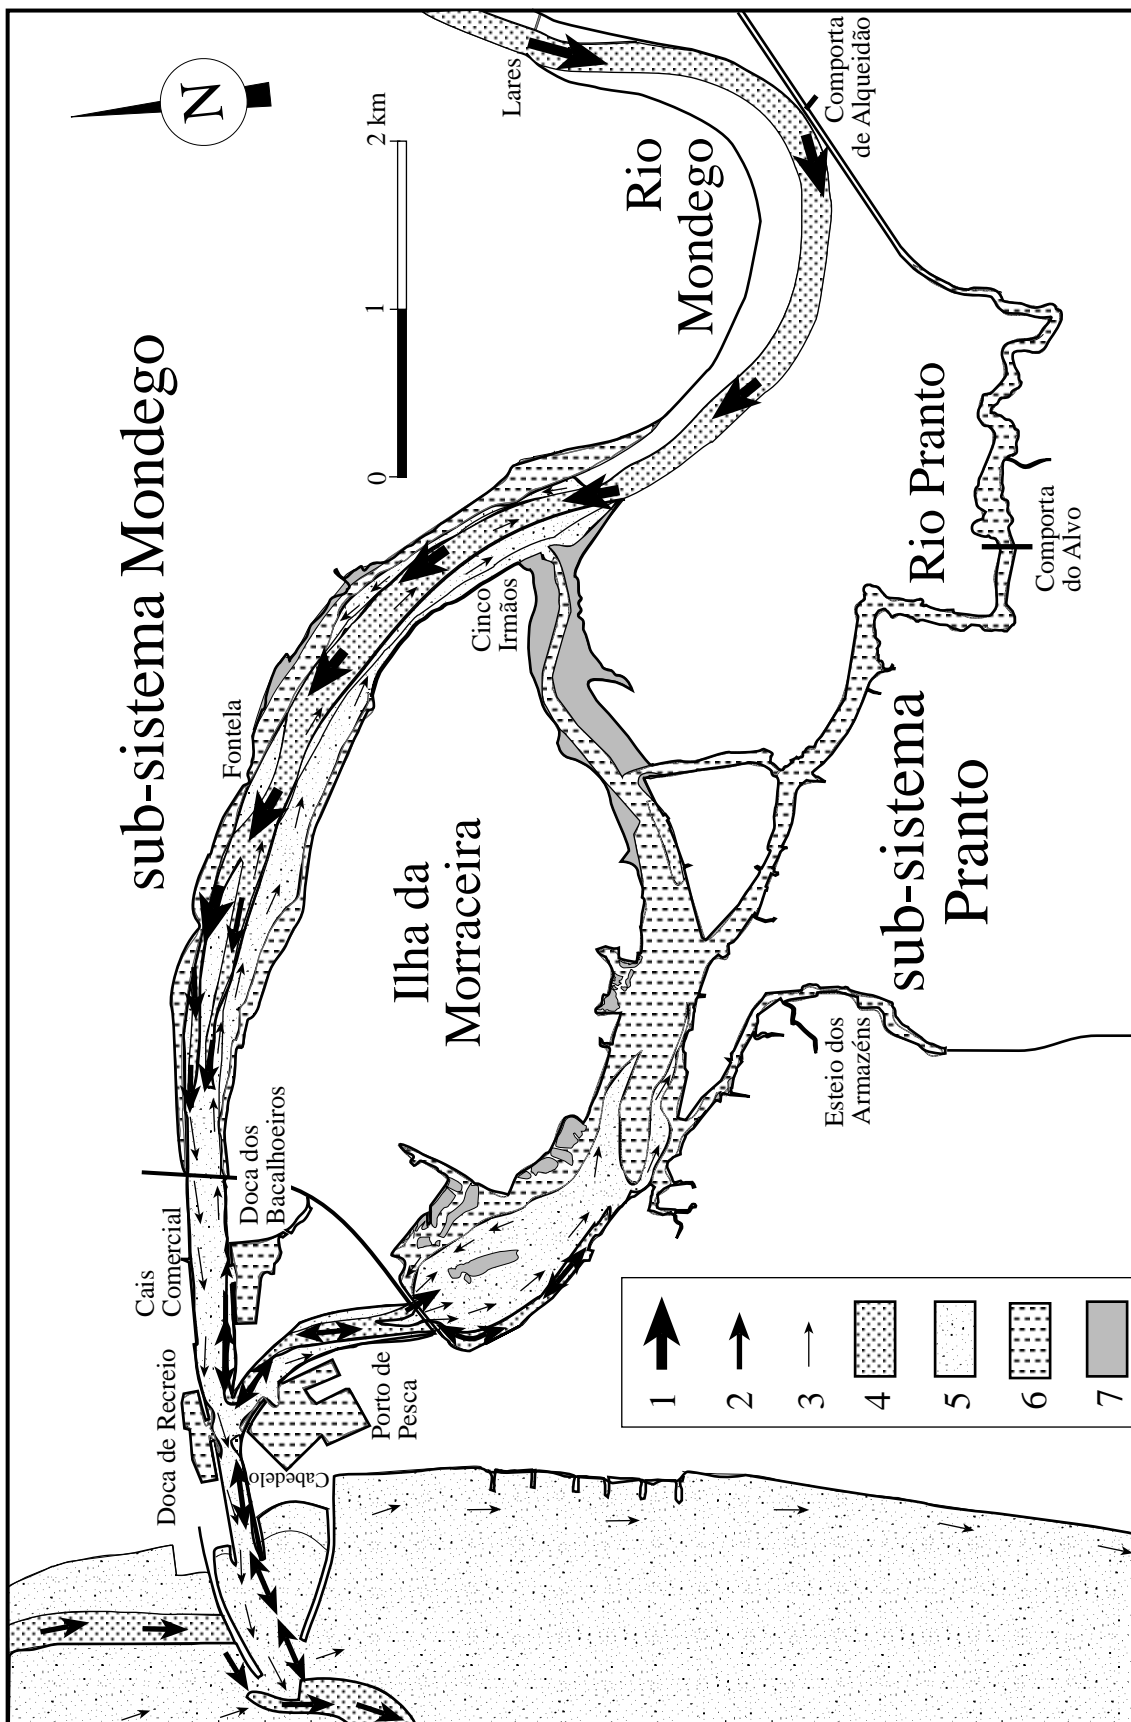 sub-sistema Mondego
N
0
1
2 km
Lares
Rio
Mondego
Comporta
de Alqueidão
Fontela
Cinco
Irmãos
Ilha da
Morraceira
Rio Pranto
Comporta
do Alvo
sub-sistema
Pranto
Esteio dos
Armazéns
Doca dos
Bacalhoeiros
Cais
Comercial
Doca de Recreio
Porto de
Pesca
Cabedelo
1
2
3
4
5
6
7